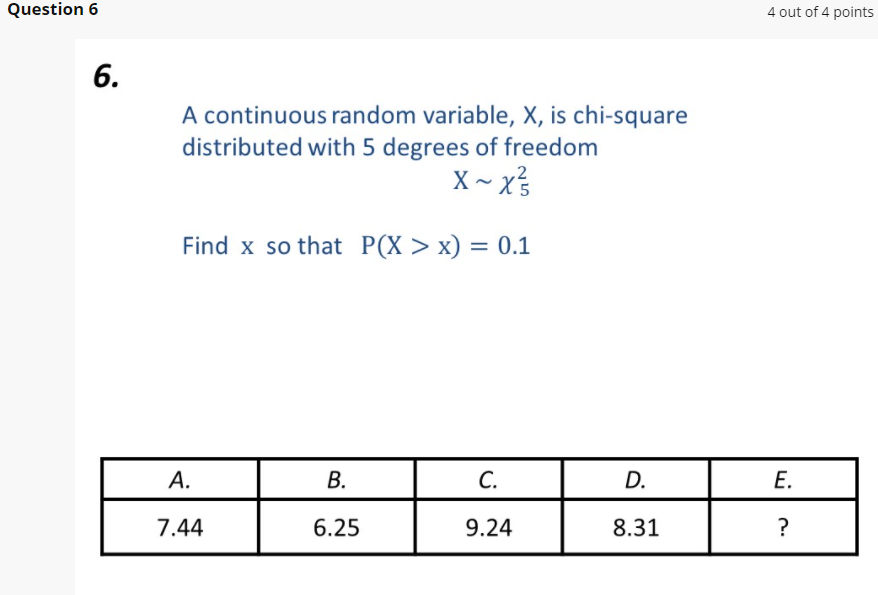 Question 6
4 out of 4 points
6.
A continuous random variable, X, is chi-square
distributed with 5 degrees of freedom
X ~ χ²₅
Find x so that P(X > x) = 0.1
A. B. C. D. E.
7.44 6.25 9.24 8.31 ?